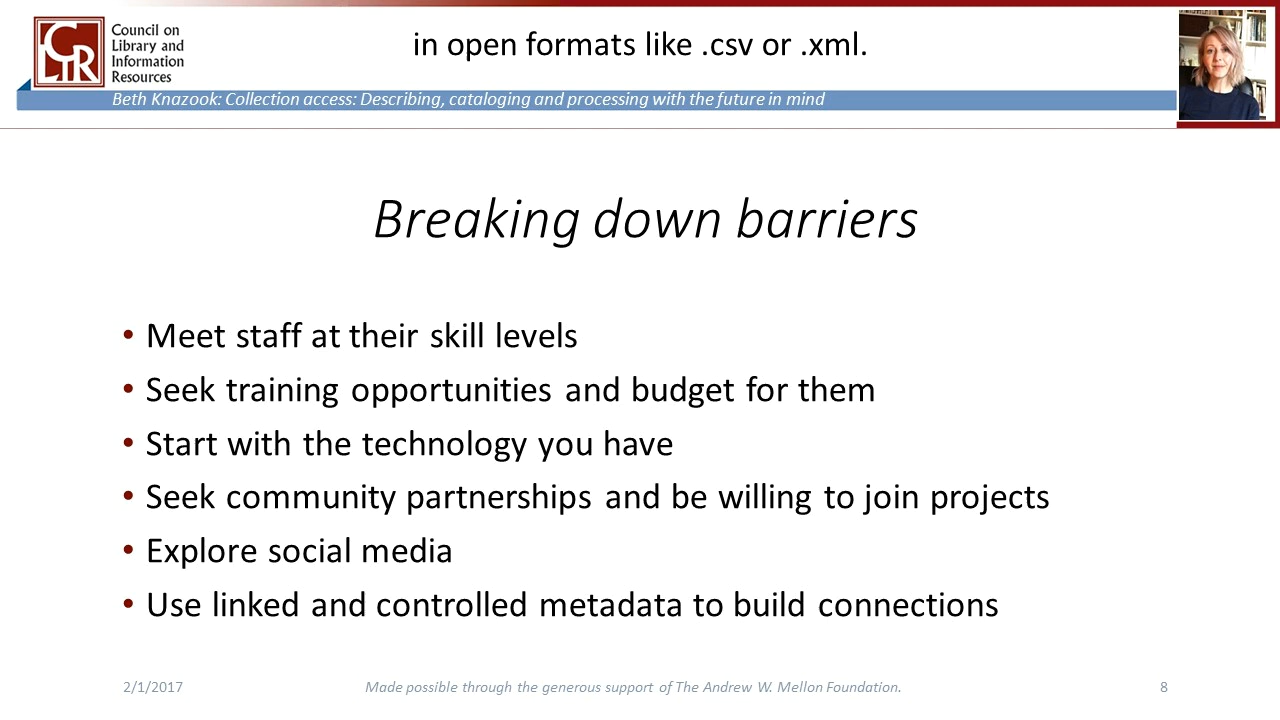 CLIR
Council on
Library and
Information
Resources
in open formats like .csv or .xml.
Beth Knazook: Collection access: Describing, cataloging and processing with the future in mind
Breaking down barriers
• Meet staff at their skill levels
• Seek training opportunities and budget for them
• Start with the technology you have
• Seek community partnerships and be willing to join projects
• Explore social media
• Use linked and controlled metadata to build connections
2/1/2017
Made possible through the generous support of The Andrew W. Mellon Foundation.
8